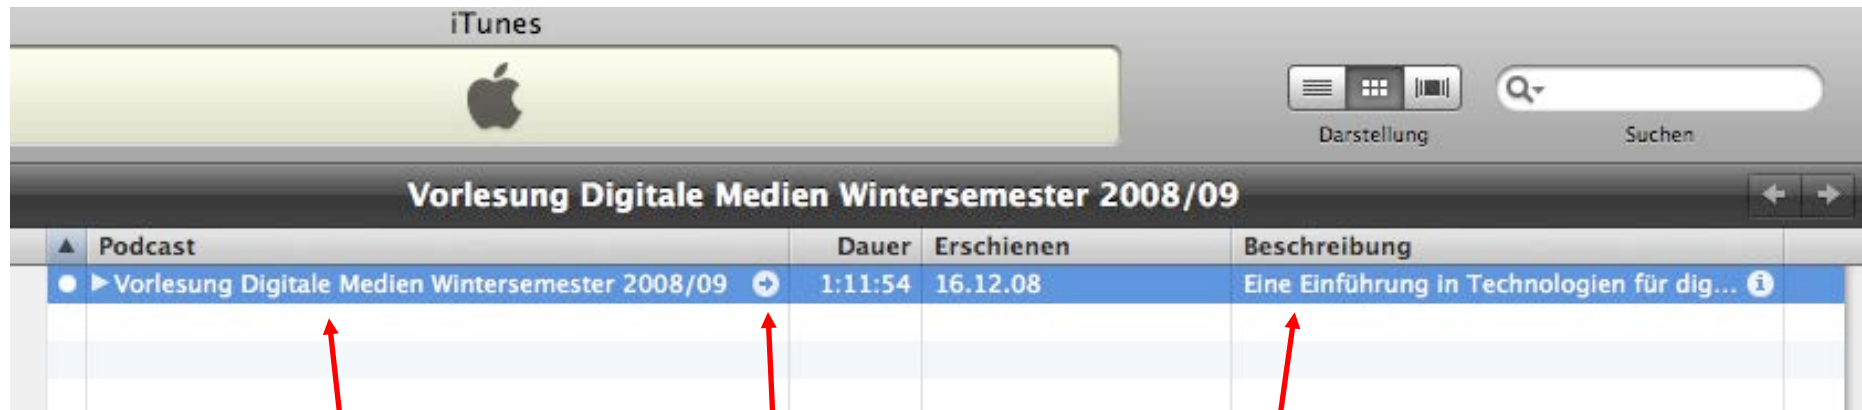 iTunes
Darstellung Suchen
Vorlesung Digitale Medien Wintersemester 2008/09
Podcast Dauer Erschienen Beschreibung
Vorlesung Digitale Medien Wintersemester 2008/09 1:11:54 16.12.08 Eine Einführung in Technologien für dig...